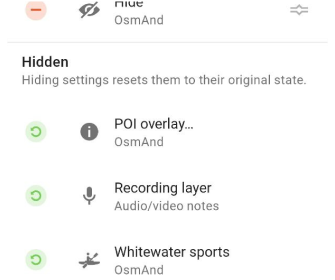 Hide
OsmAnd
Hidden
Hiding settings resets them to their original state.
POI overlay...
OsmAnd
Recording layer
Audio/video notes
Whitewater sports
OsmAnd